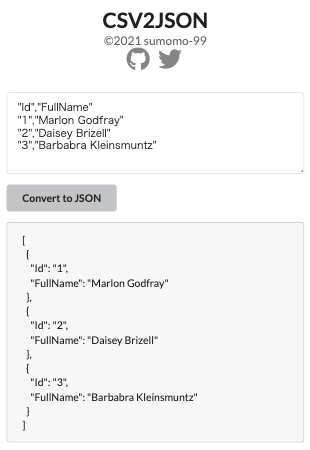 CSV2JSON
©2021 sumomo-99
"Id","FullName"
"1","Marlon Godfray"
"2","Daisey Brizell"
"3","Barbabra Kleinsmuntz"
Convert to JSON
[
{
"Id": "1",
"FullName": "Marlon Godfray"
},
{
"Id": "2",
"FullName": "Daisey Brizell"
},
{
"Id": "3",
"FullName": "Barbabra Kleinsmuntz"
}
]